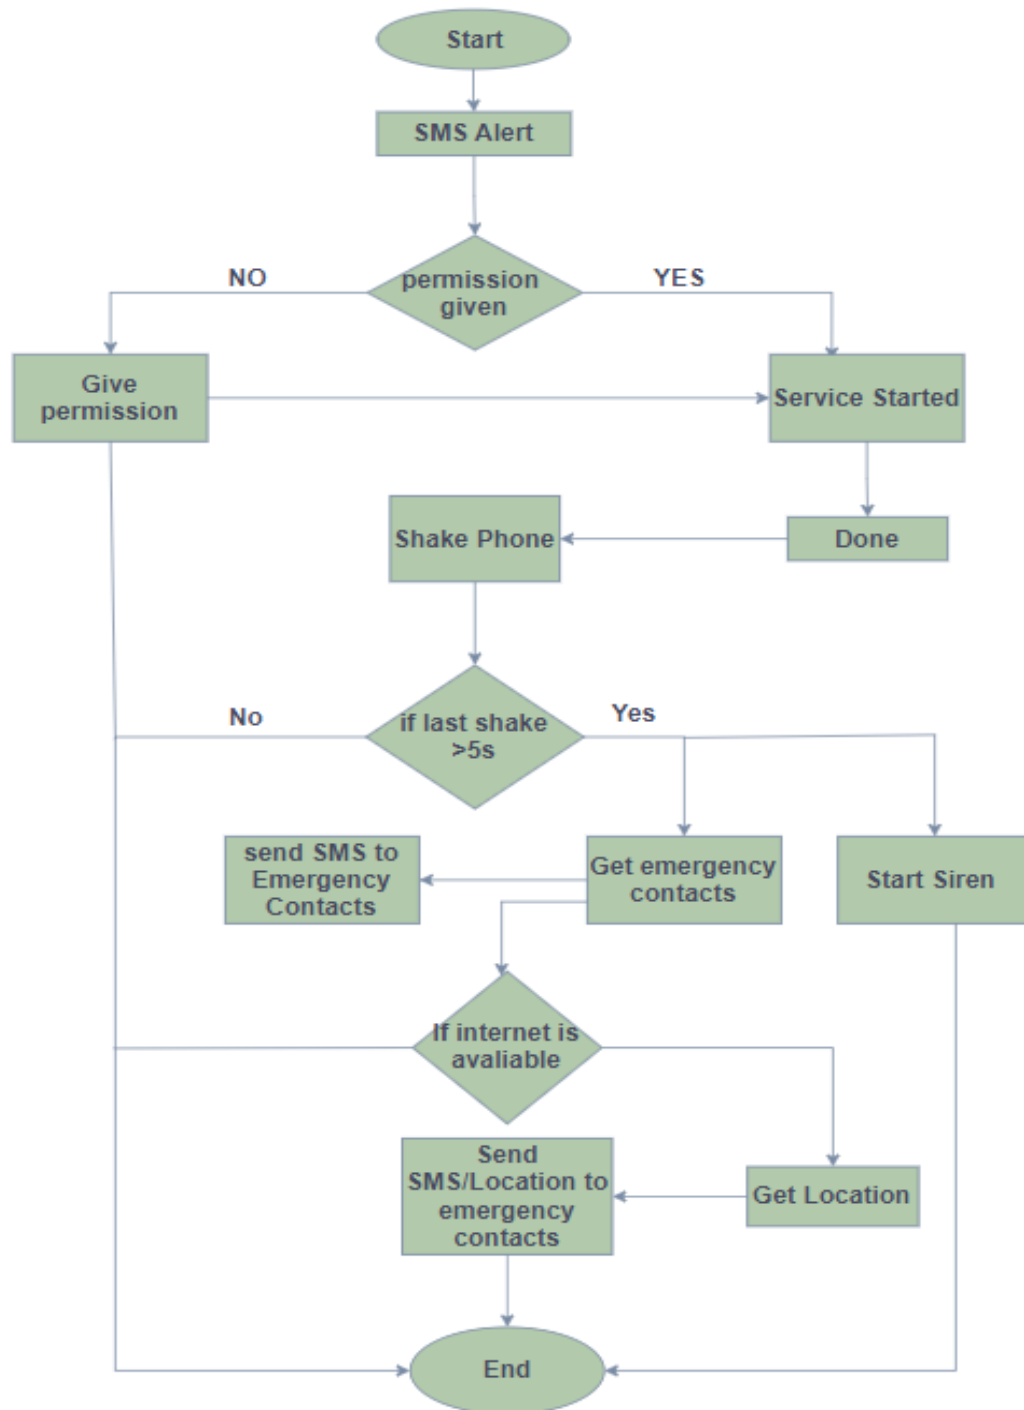 Start
SMS Alert
NO
permission
given
YES
Give
permission
Service Started
Shake Phone
Done
No
if last shake
>5s
Yes
send SMS to
Emergency
Contacts
Get emergency
contacts
Start Siren
If internet is
avaliable
Send
SMS/Location to
emergency
contacts
Get Location
End